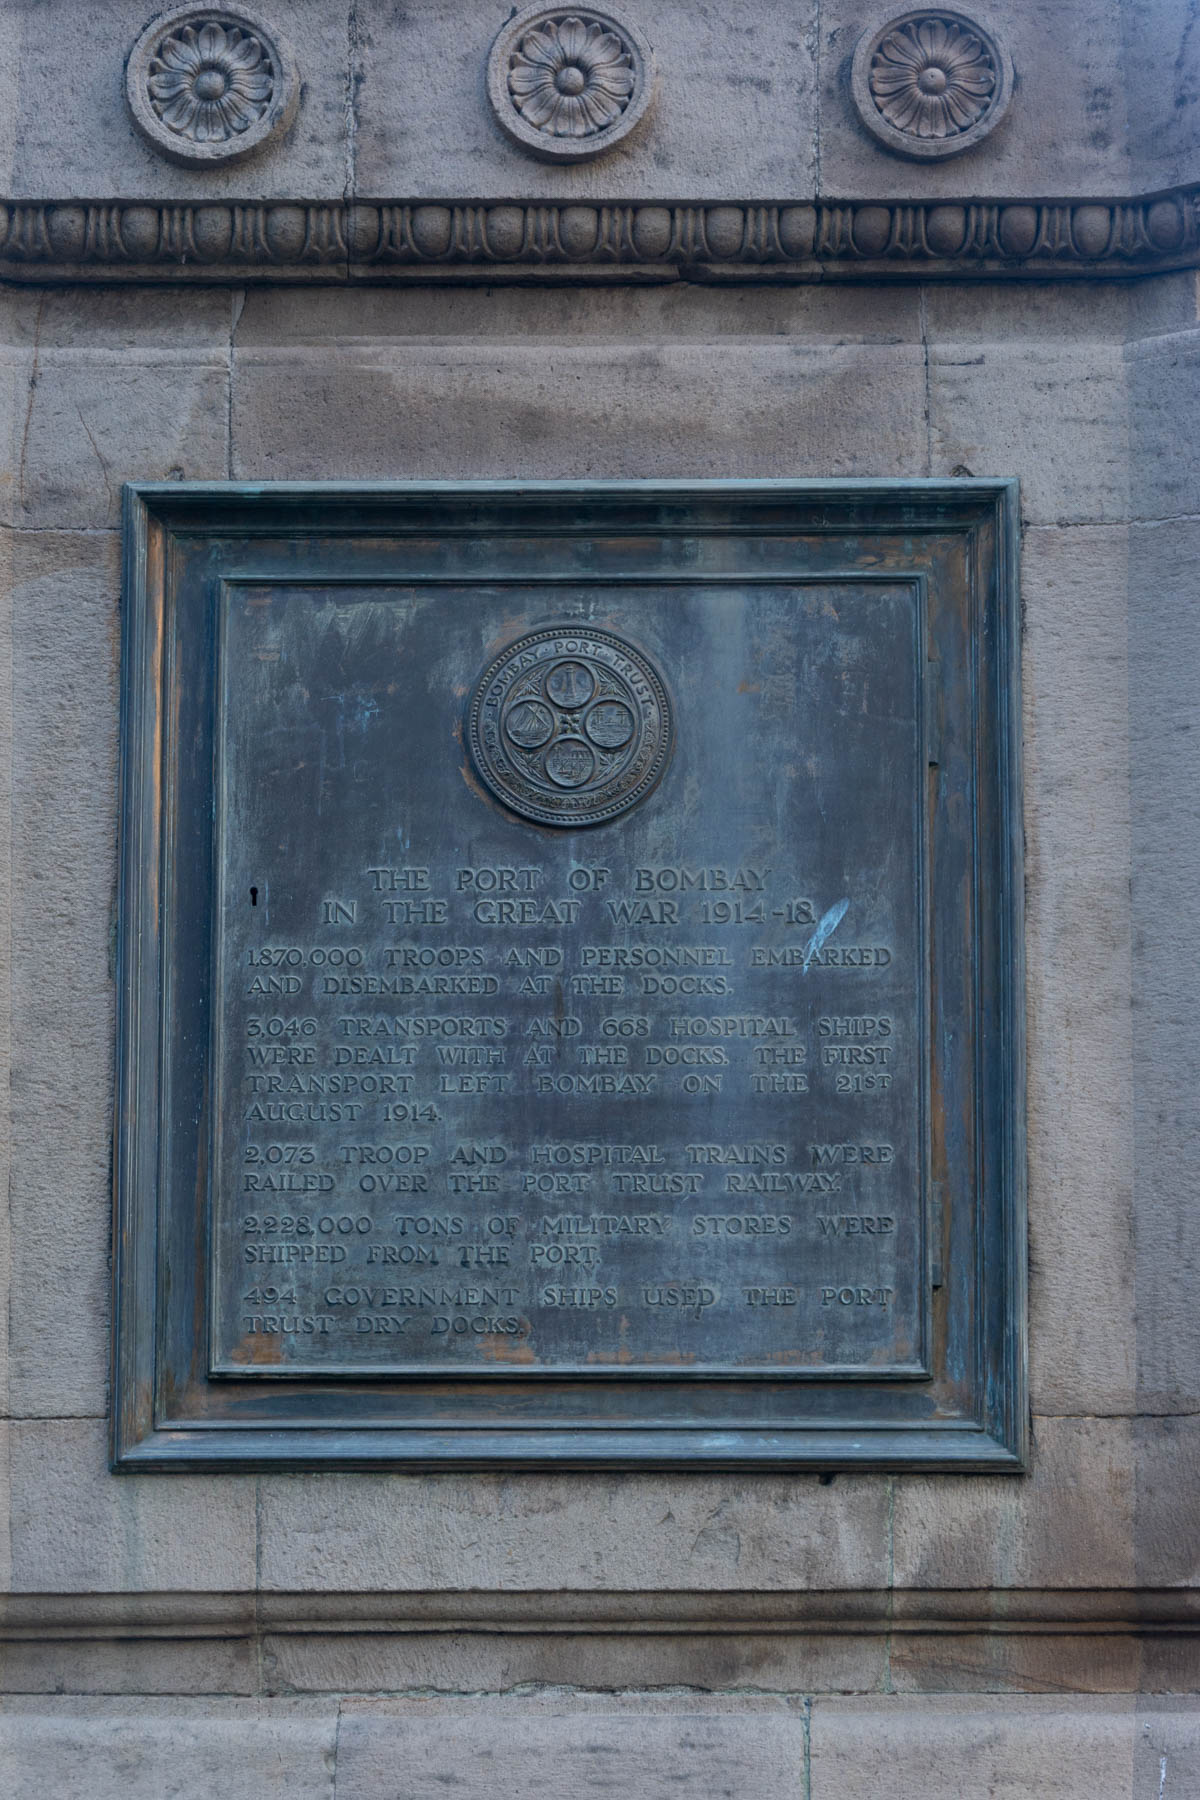 BOMBAY · PORT · TRUST
THE PORT OF BOMBAY
IN THE GREAT WAR 1914-18.
1,870,000 TROOPS AND PERSONNEL EMBARKED
AND DISEMBARKED AT THE DOCKS.
3,046 TRANSPORTS AND 668 HOSPITAL SHIPS
WERE DEALT WITH AT THE DOCKS. THE FIRST
TRANSPORT LEFT BOMBAY ON THE 21ST
AUGUST 1914.
2,073 TROOP AND HOSPITAL TRAINS WERE
RAILED OVER THE PORT TRUST RAILWAY.
2,228,000 TONS OF MILITARY STORES WERE
SHIPPED FROM THE PORT.
494 GOVERNMENT SHIPS USED THE PORT
TRUST DRY DOCKS.